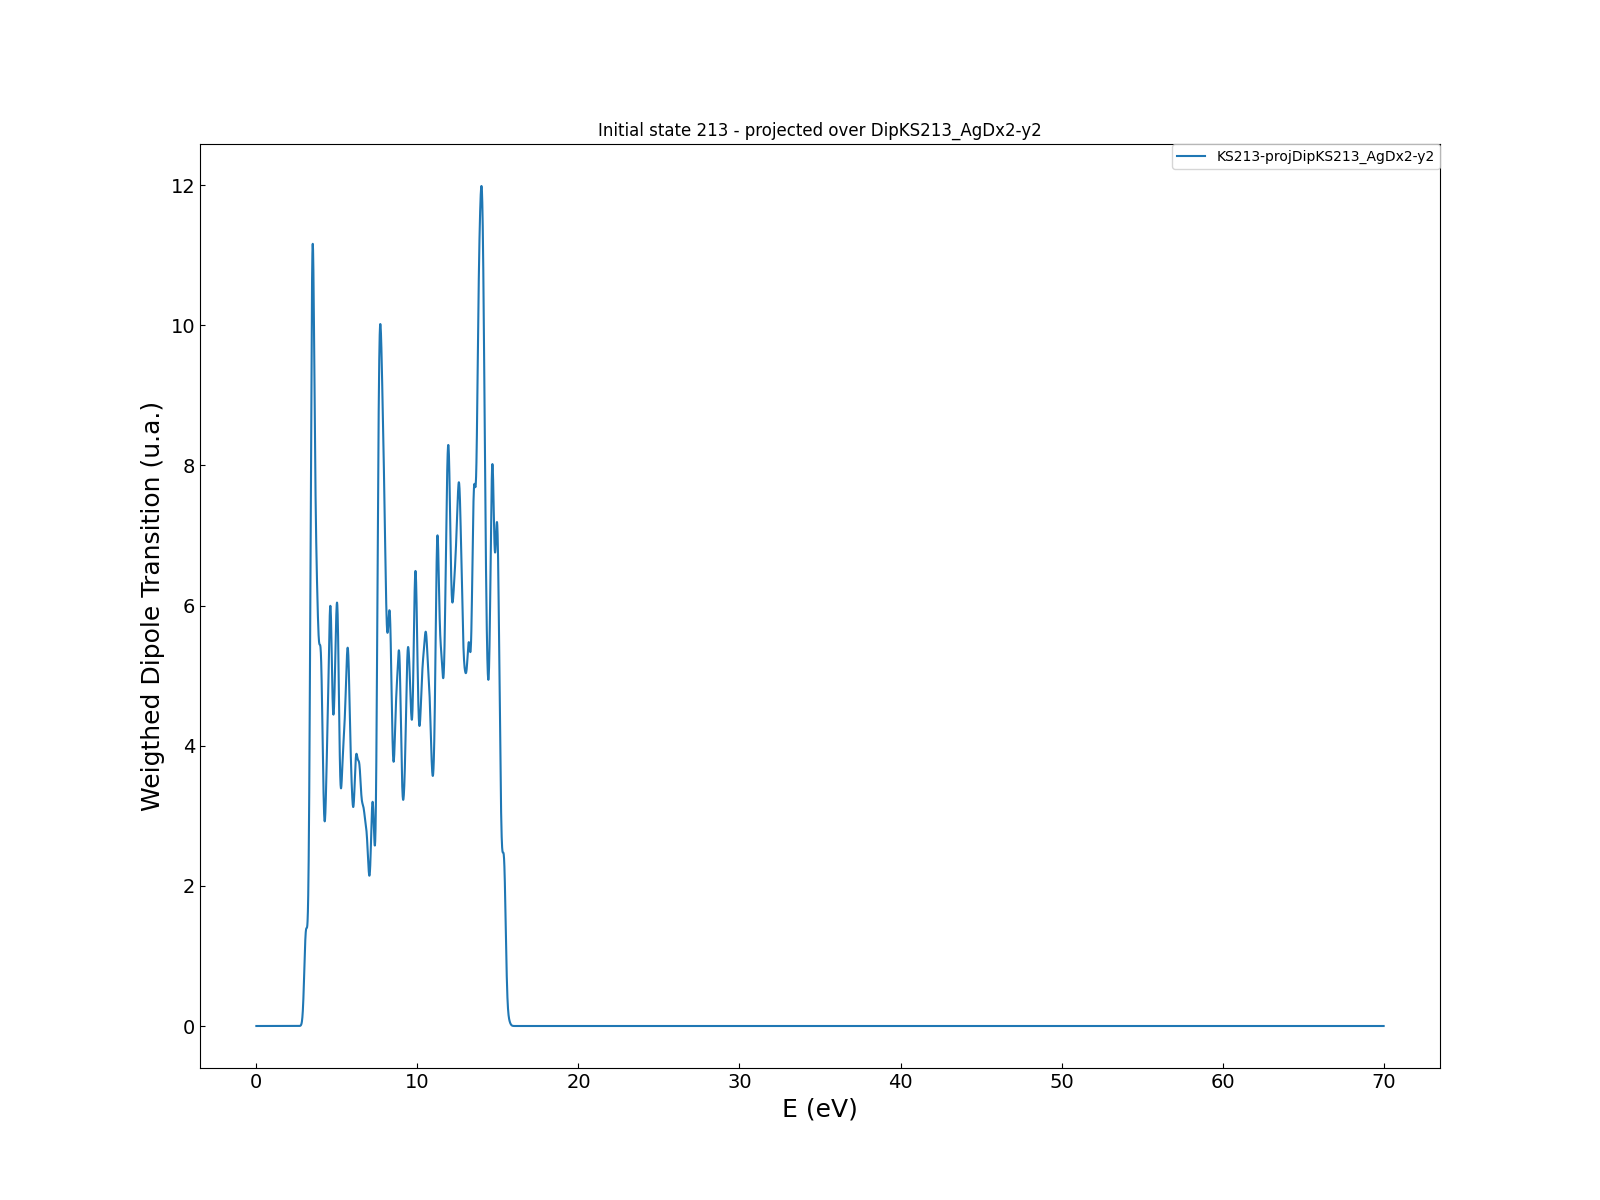 Initial state 213 - projected over DipKS213_AgDx2-y2
KS213-projDipKS213_AgDx2-y2
Weigthed Dipole Transition (u.a.)
12
10
8
6
4
2
0
0 10 20 30 40 50 60 70
E (eV)